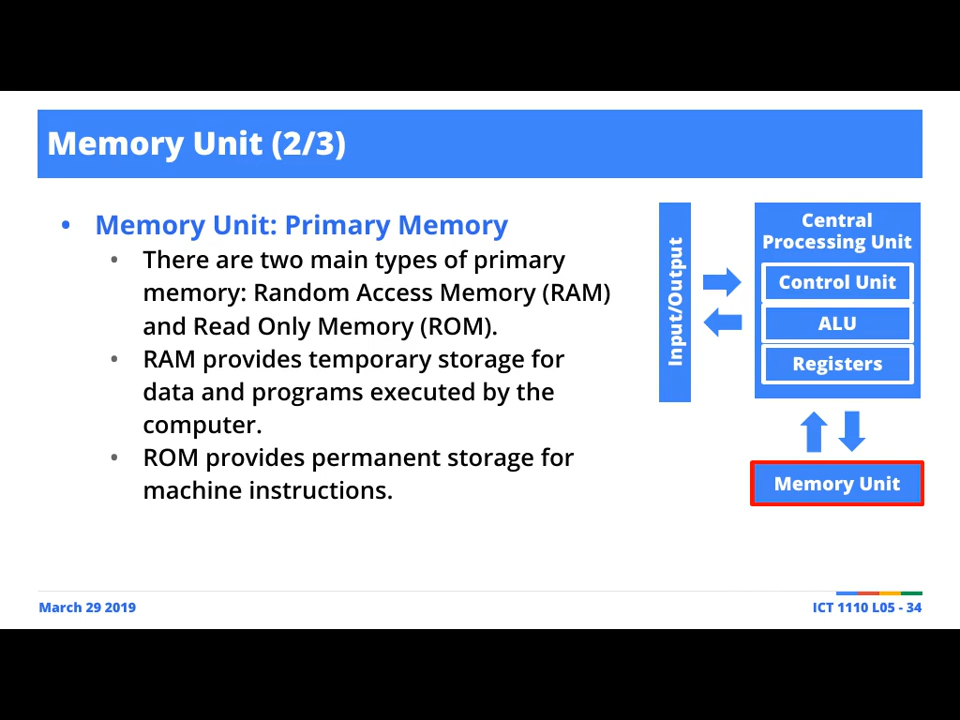 Memory Unit (2/3)
• Memory Unit: Primary Memory
• There are two main types of primary
memory: Random Access Memory (RAM)
and Read Only Memory (ROM).
• RAM provides temporary storage for
data and programs executed by the
computer.
• ROM provides permanent storage for
machine instructions.
Input/Output
Central
Processing Unit
Control Unit
ALU
Registers
Memory Unit
March 29 2019
ICT 1110 L05 - 34